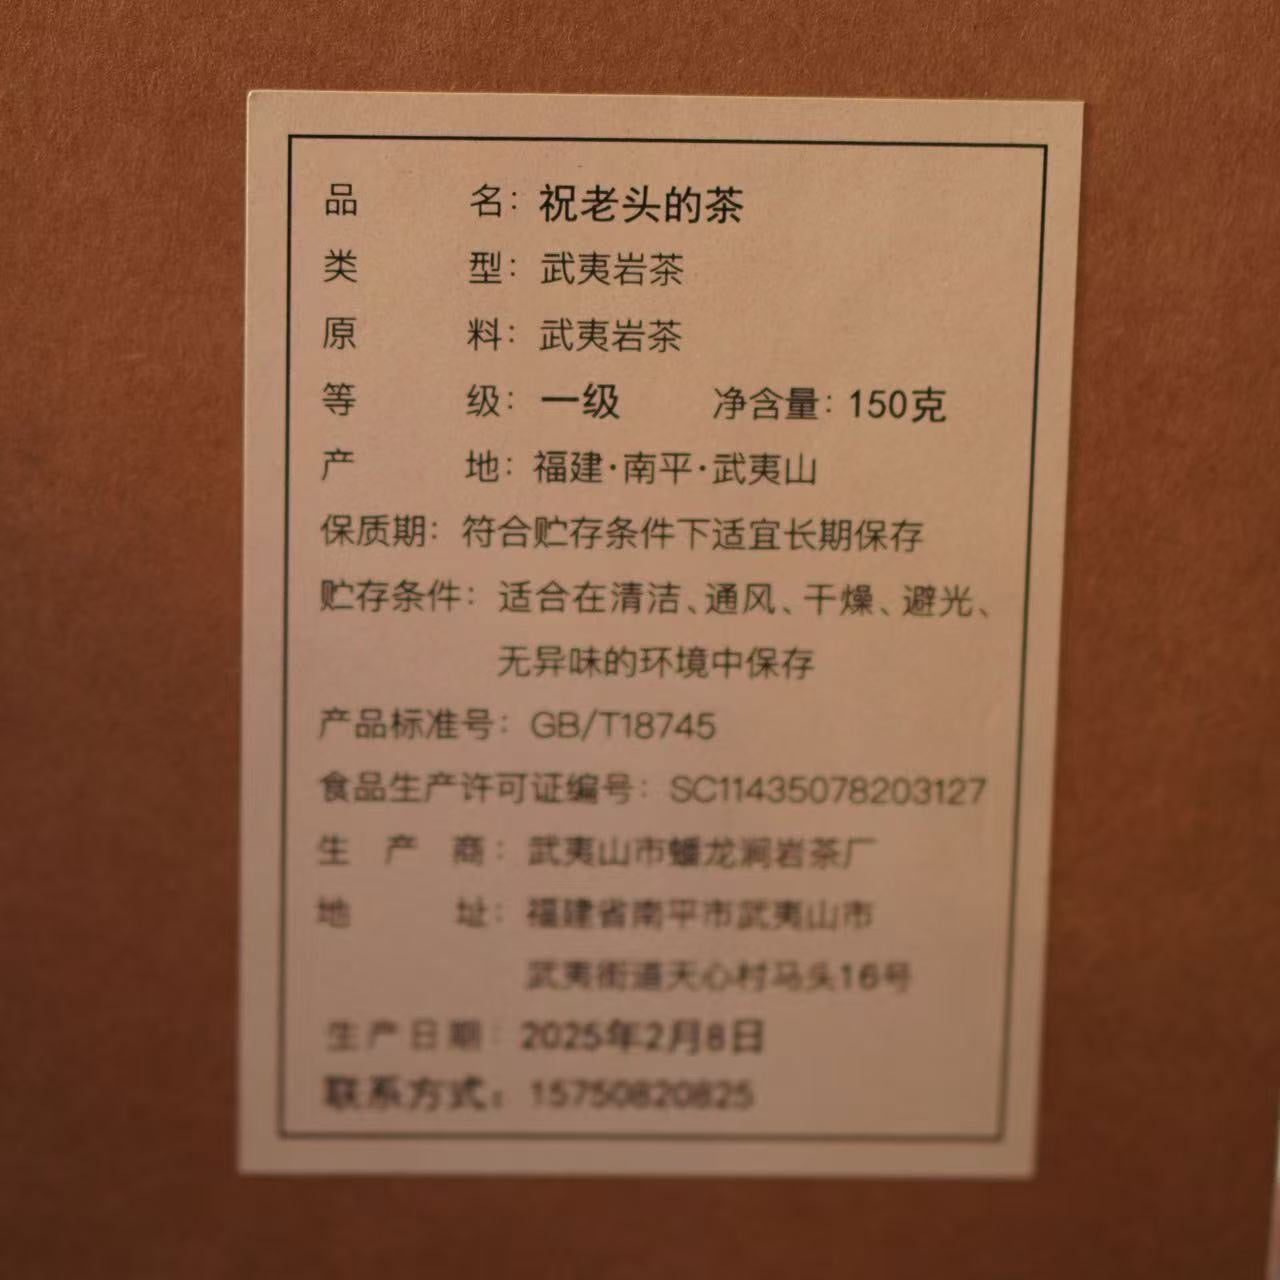 品名：祝老头的茶
类型：武夷岩茶
原料：武夷岩茶
等级：一级 净含量：150克
产地：福建·南平·武夷山
保质期：符合贮存条件下适宜长期保存
贮存条件：适合在清洁、通风、干燥、避光、
无异味的环境中保存
产品标准号：GB/T18745
食品生产许可证编号：SC11435078203127
生产商：武夷山市蟠龙涧岩茶厂
地址：福建省南平市武夷山市
武夷街道天心村马头16号
生产日期：2025年2月8日
联系方式：15750820825